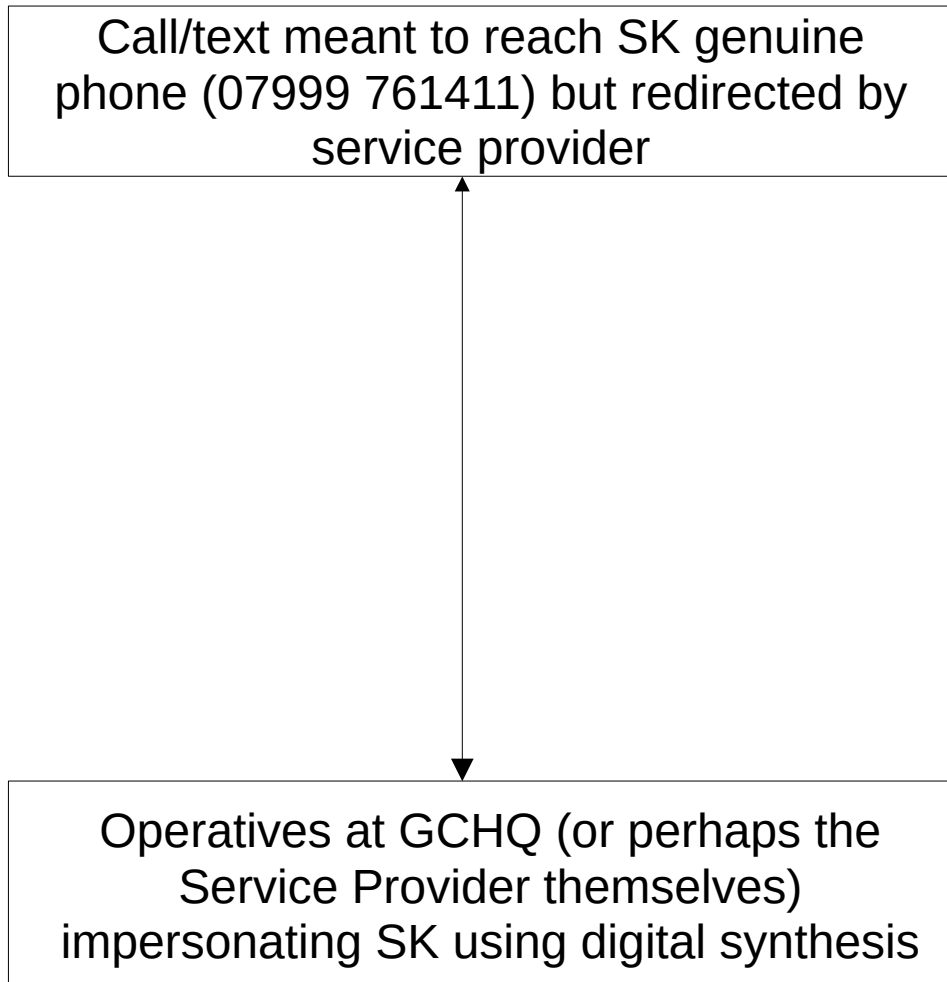 Call/text meant to reach SK genuine
phone (07999 761411) but redirected by
service provider
Operatives at GCHQ (or perhaps the
Service Provider themselves)
impersonating SK using digital synthesis